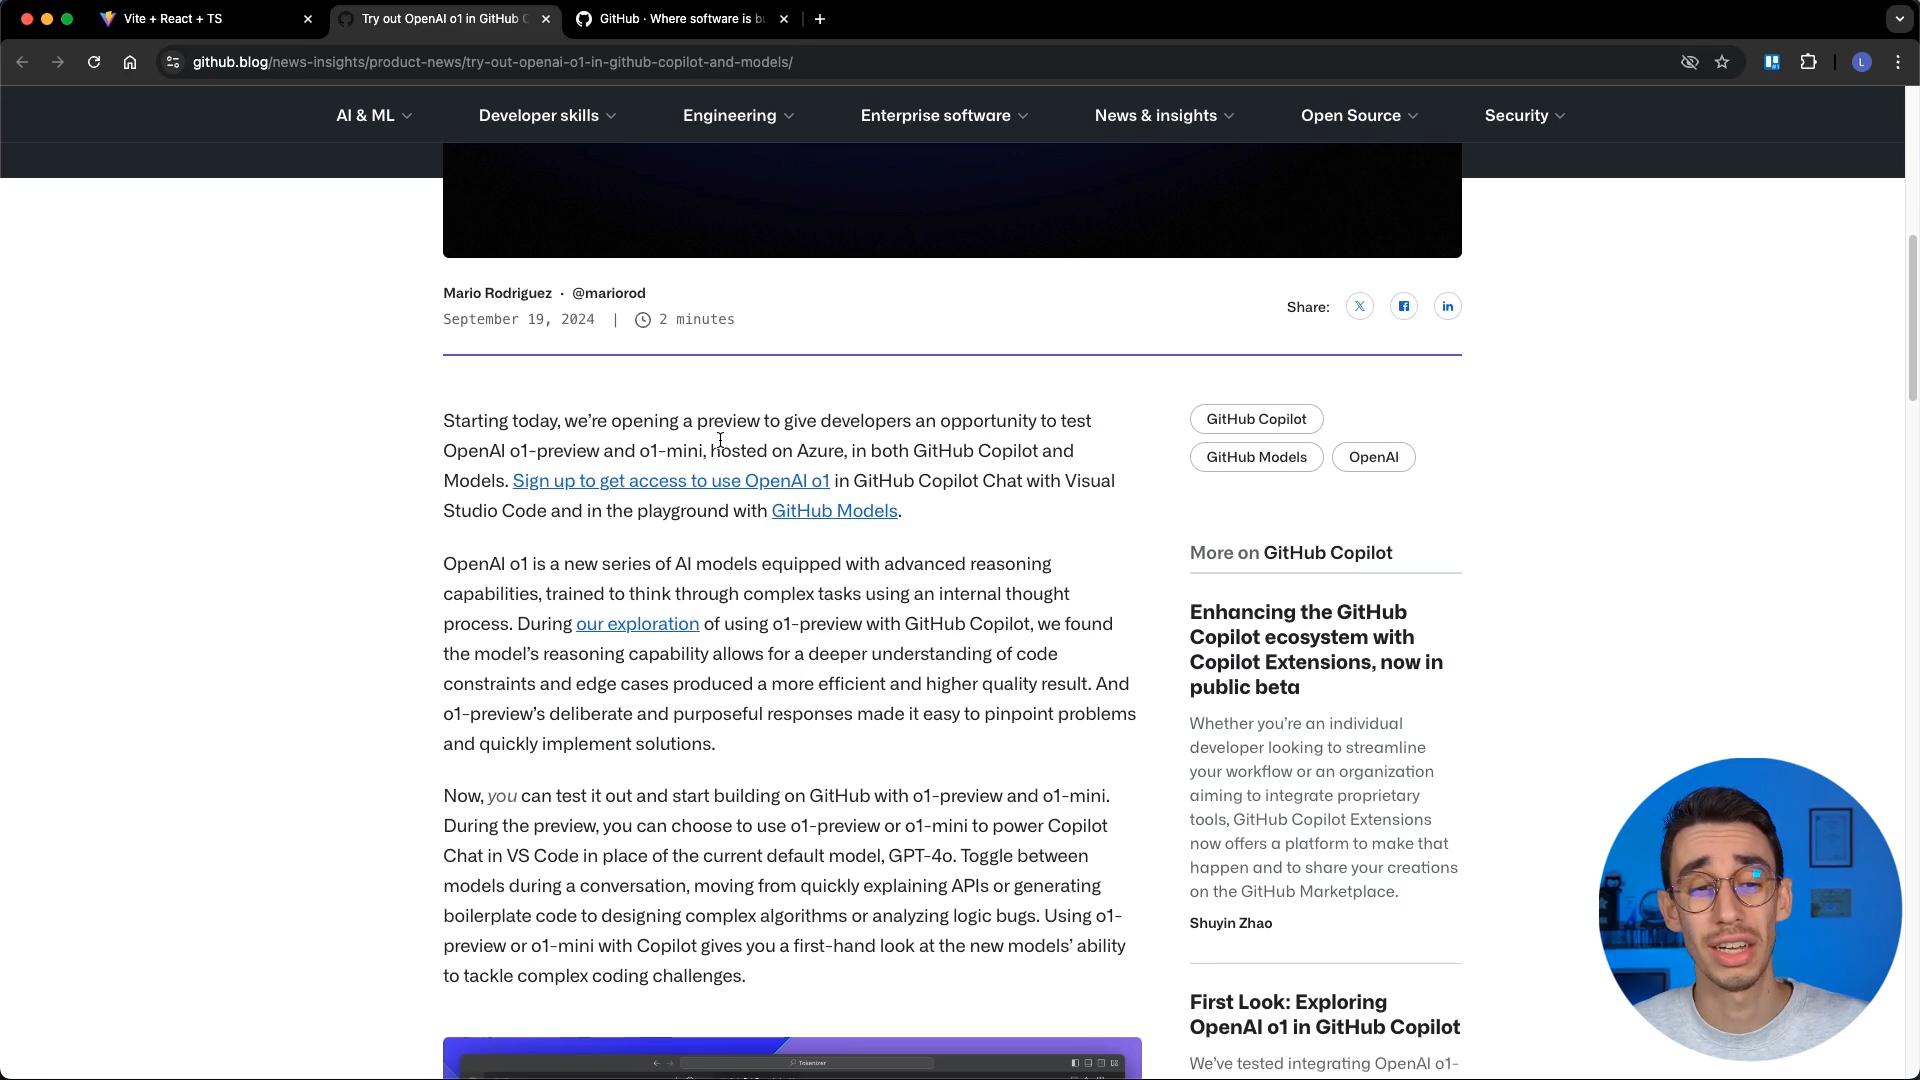 Vite + React + TS
Try out OpenAI o1 in GitHub C
GitHub · Where software is bu
github.blog/news-insights/product-news/try-out-openai-o1-in-github-copilot-and-models/
L
AI & ML
Developer skills
Engineering
Enterprise software
News & insights
Open Source
Security
Mario Rodriguez · @mariorod
September 19, 2024 | 2 minutes
Share:
Starting today, we’re opening a preview to give developers an opportunity to test
OpenAI o1-preview and o1-mini, hosted on Azure, in both GitHub Copilot and
Models. Sign up to get access to use OpenAI o1 in GitHub Copilot Chat with Visual
Studio Code and in the playground with GitHub Models.
OpenAI o1 is a new series of AI models equipped with advanced reasoning
capabilities, trained to think through complex tasks using an internal thought
process. During our exploration of using o1-preview with GitHub Copilot, we found
the model’s reasoning capability allows for a deeper understanding of code
constraints and edge cases produced a more efficient and higher quality result. And
o1-preview’s deliberate and purposeful responses made it easy to pinpoint problems
and quickly implement solutions.
Now, you can test it out and start building on GitHub with o1-preview and o1-mini.
During the preview, you can choose to use o1-preview or o1-mini to power Copilot
Chat in VS Code in place of the current default model, GPT-4o. Toggle between
models during a conversation, moving from quickly explaining APIs or generating
boilerplate code to designing complex algorithms or analyzing logic bugs. Using o1-
preview or o1-mini with Copilot gives you a first-hand look at the new models’ ability
to tackle complex coding challenges.
Tokenizer
GitHub Copilot
GitHub Models
OpenAI
More on GitHub Copilot
Enhancing the GitHub
Copilot ecosystem with
Copilot Extensions, now in
public beta
Whether you’re an individual
developer looking to streamline
your workflow or an organization
aiming to integrate proprietary
tools, GitHub Copilot Extensions
now offers a platform to make that
happen and to share your creations
on the GitHub Marketplace.
Shuyin Zhao
First Look: Exploring
OpenAI o1 in GitHub Copilot
We’ve tested integrating OpenAI o1-